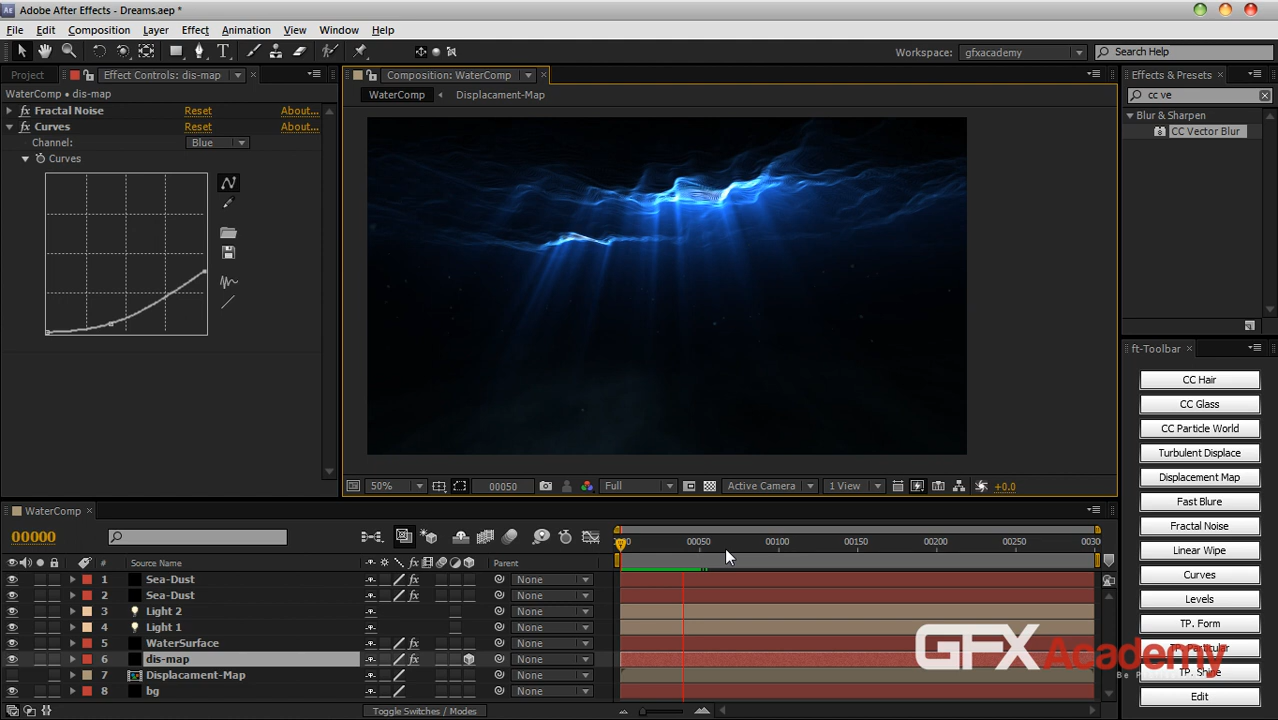 Adobe After Effects - Dreams.aep *
File Edit Composition Layer Effect Animation View Window Help
Workspace: gfxacademy Search Help
Project Effect Controls: dis-map Composition: WaterComp Effects & Presets
WaterComp • dis-map WaterComp Displacament-Map cc ve
Fractal Noise Reset About...
Curves Reset About...
Channel: Blue
Curves
Blur & Sharpen
CC Vector Blur
ft-Toolbar
CC Hair
CC Glass
CC Particle World
Turbulent Displace
Displacement Map
Fast Blure
Fractal Noise
Linear Wipe
Curves
Levels
TP. Form
TP. Particular
TP. Shine
Edit
50% 00050 Full Active Camera 1 View +0.0
WaterComp
00000
00050 00100 00150 00200 00250 0030
# Source Name Parent
1 Sea-Dust None
2 Sea-Dust None
3 Light 2 None
4 Light 1 None
5 WaterSurface None
6 dis-map None
7 Displacament-Map None
8 bg None
Toggle Switches / Modes
GFX Academy